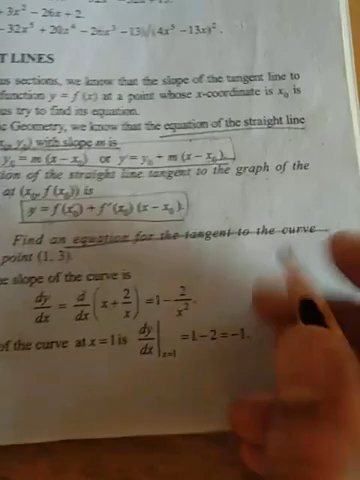 + 3x² – 26x + 2.
– 32x⁵ + 20x⁴ – 26x³ – 13)/(4x⁵ – 13x)².
T LINES
us sections, we know that the slope of the tangent line to
function y = f (x) at a point whose x-coordinate is x₀ is
us try to find its equation.
ic Geometry, we know that the equation of the straight line
y₀) with slope m is
y₀ = m (x – x₀) or y = y₀ + m (x – x₀).
tion of the straight line tangent to the graph of the
at (x₀, f (x₀)) is
y = f(x₀) + f′(x₀) (x – x₀).
Find an equation for the tangent to the curve
point (1, 3).
he slope of the curve is
dy/dx = d/dx (x + 2/x) = 1 – 2/x².
of the curve at x = 1 is dy/dx |x=1 = 1 – 2 = –1.